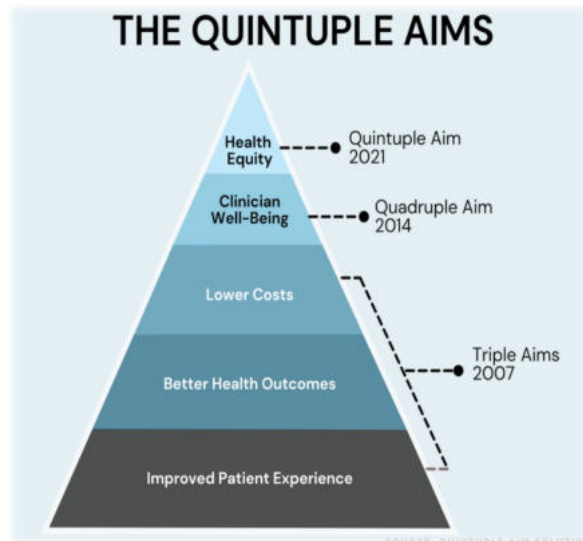 THE QUINTUPLE AIMS
Health
Equity
Quintuple Aim
2021
Clinician
Well-Being
Quadruple Aim
2014
Lower Costs
Triple Aims
2007
Better Health Outcomes
Improved Patient Experience